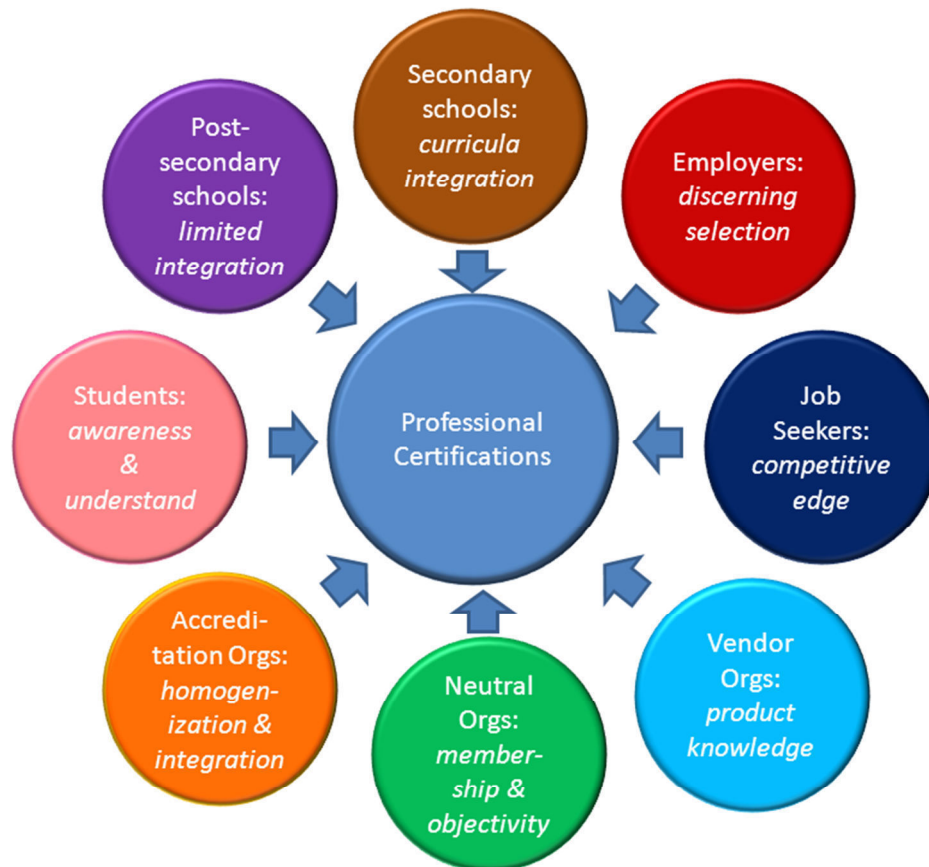 Secondary
schools:
curricula
integration
Employers:
discerning
selection
Job
Seekers:
competitive
edge
Vendor
Orgs:
product
knowledge
Neutral
Orgs:
member-
ship &
objectivity
Accredi-
tation Orgs:
homogen-
ization &
integration
Students:
awareness
&
understand
Post-
secondary
schools:
limited
integration
Professional
Certifications